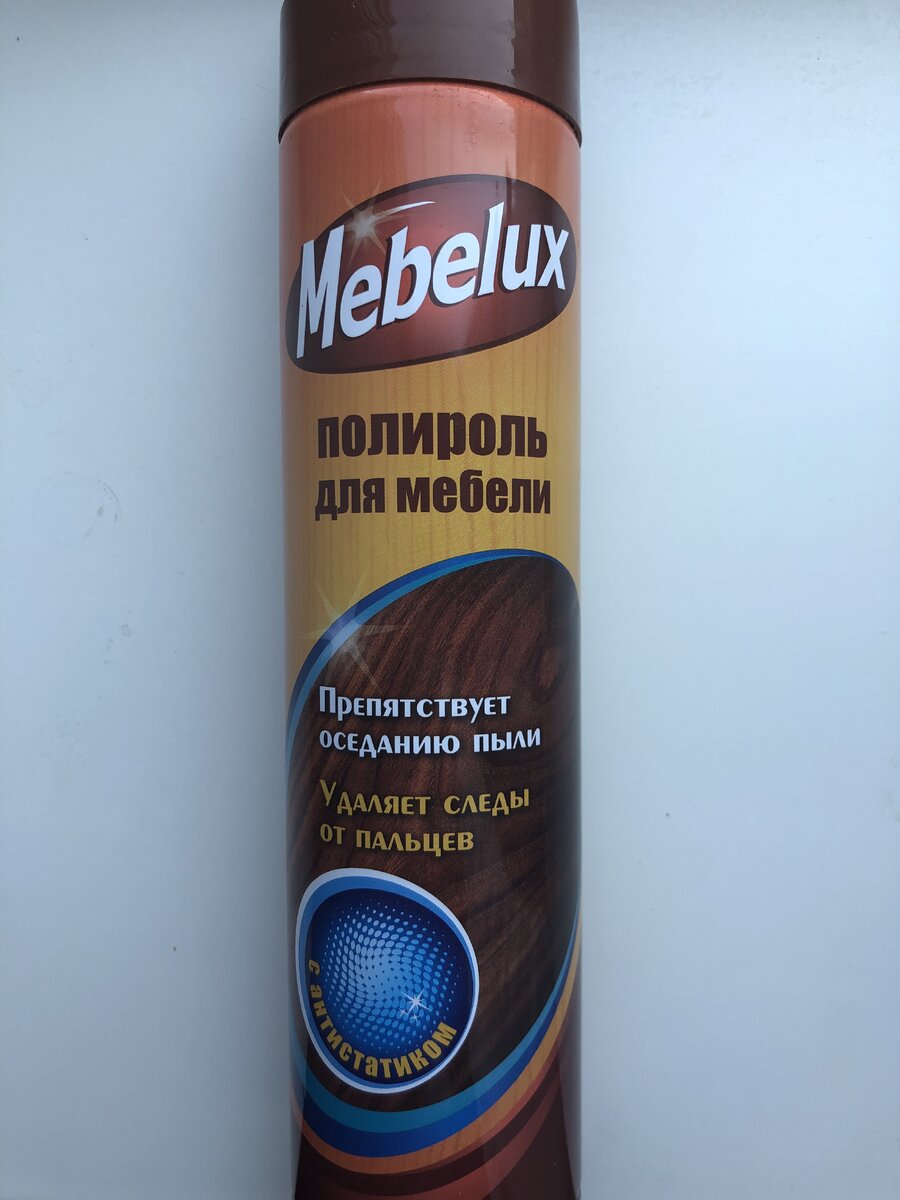 Mebelux
полироль
для мебели
Препятствует
оседанию пыли
Удаляет следы
от пальцев
с антистатиком